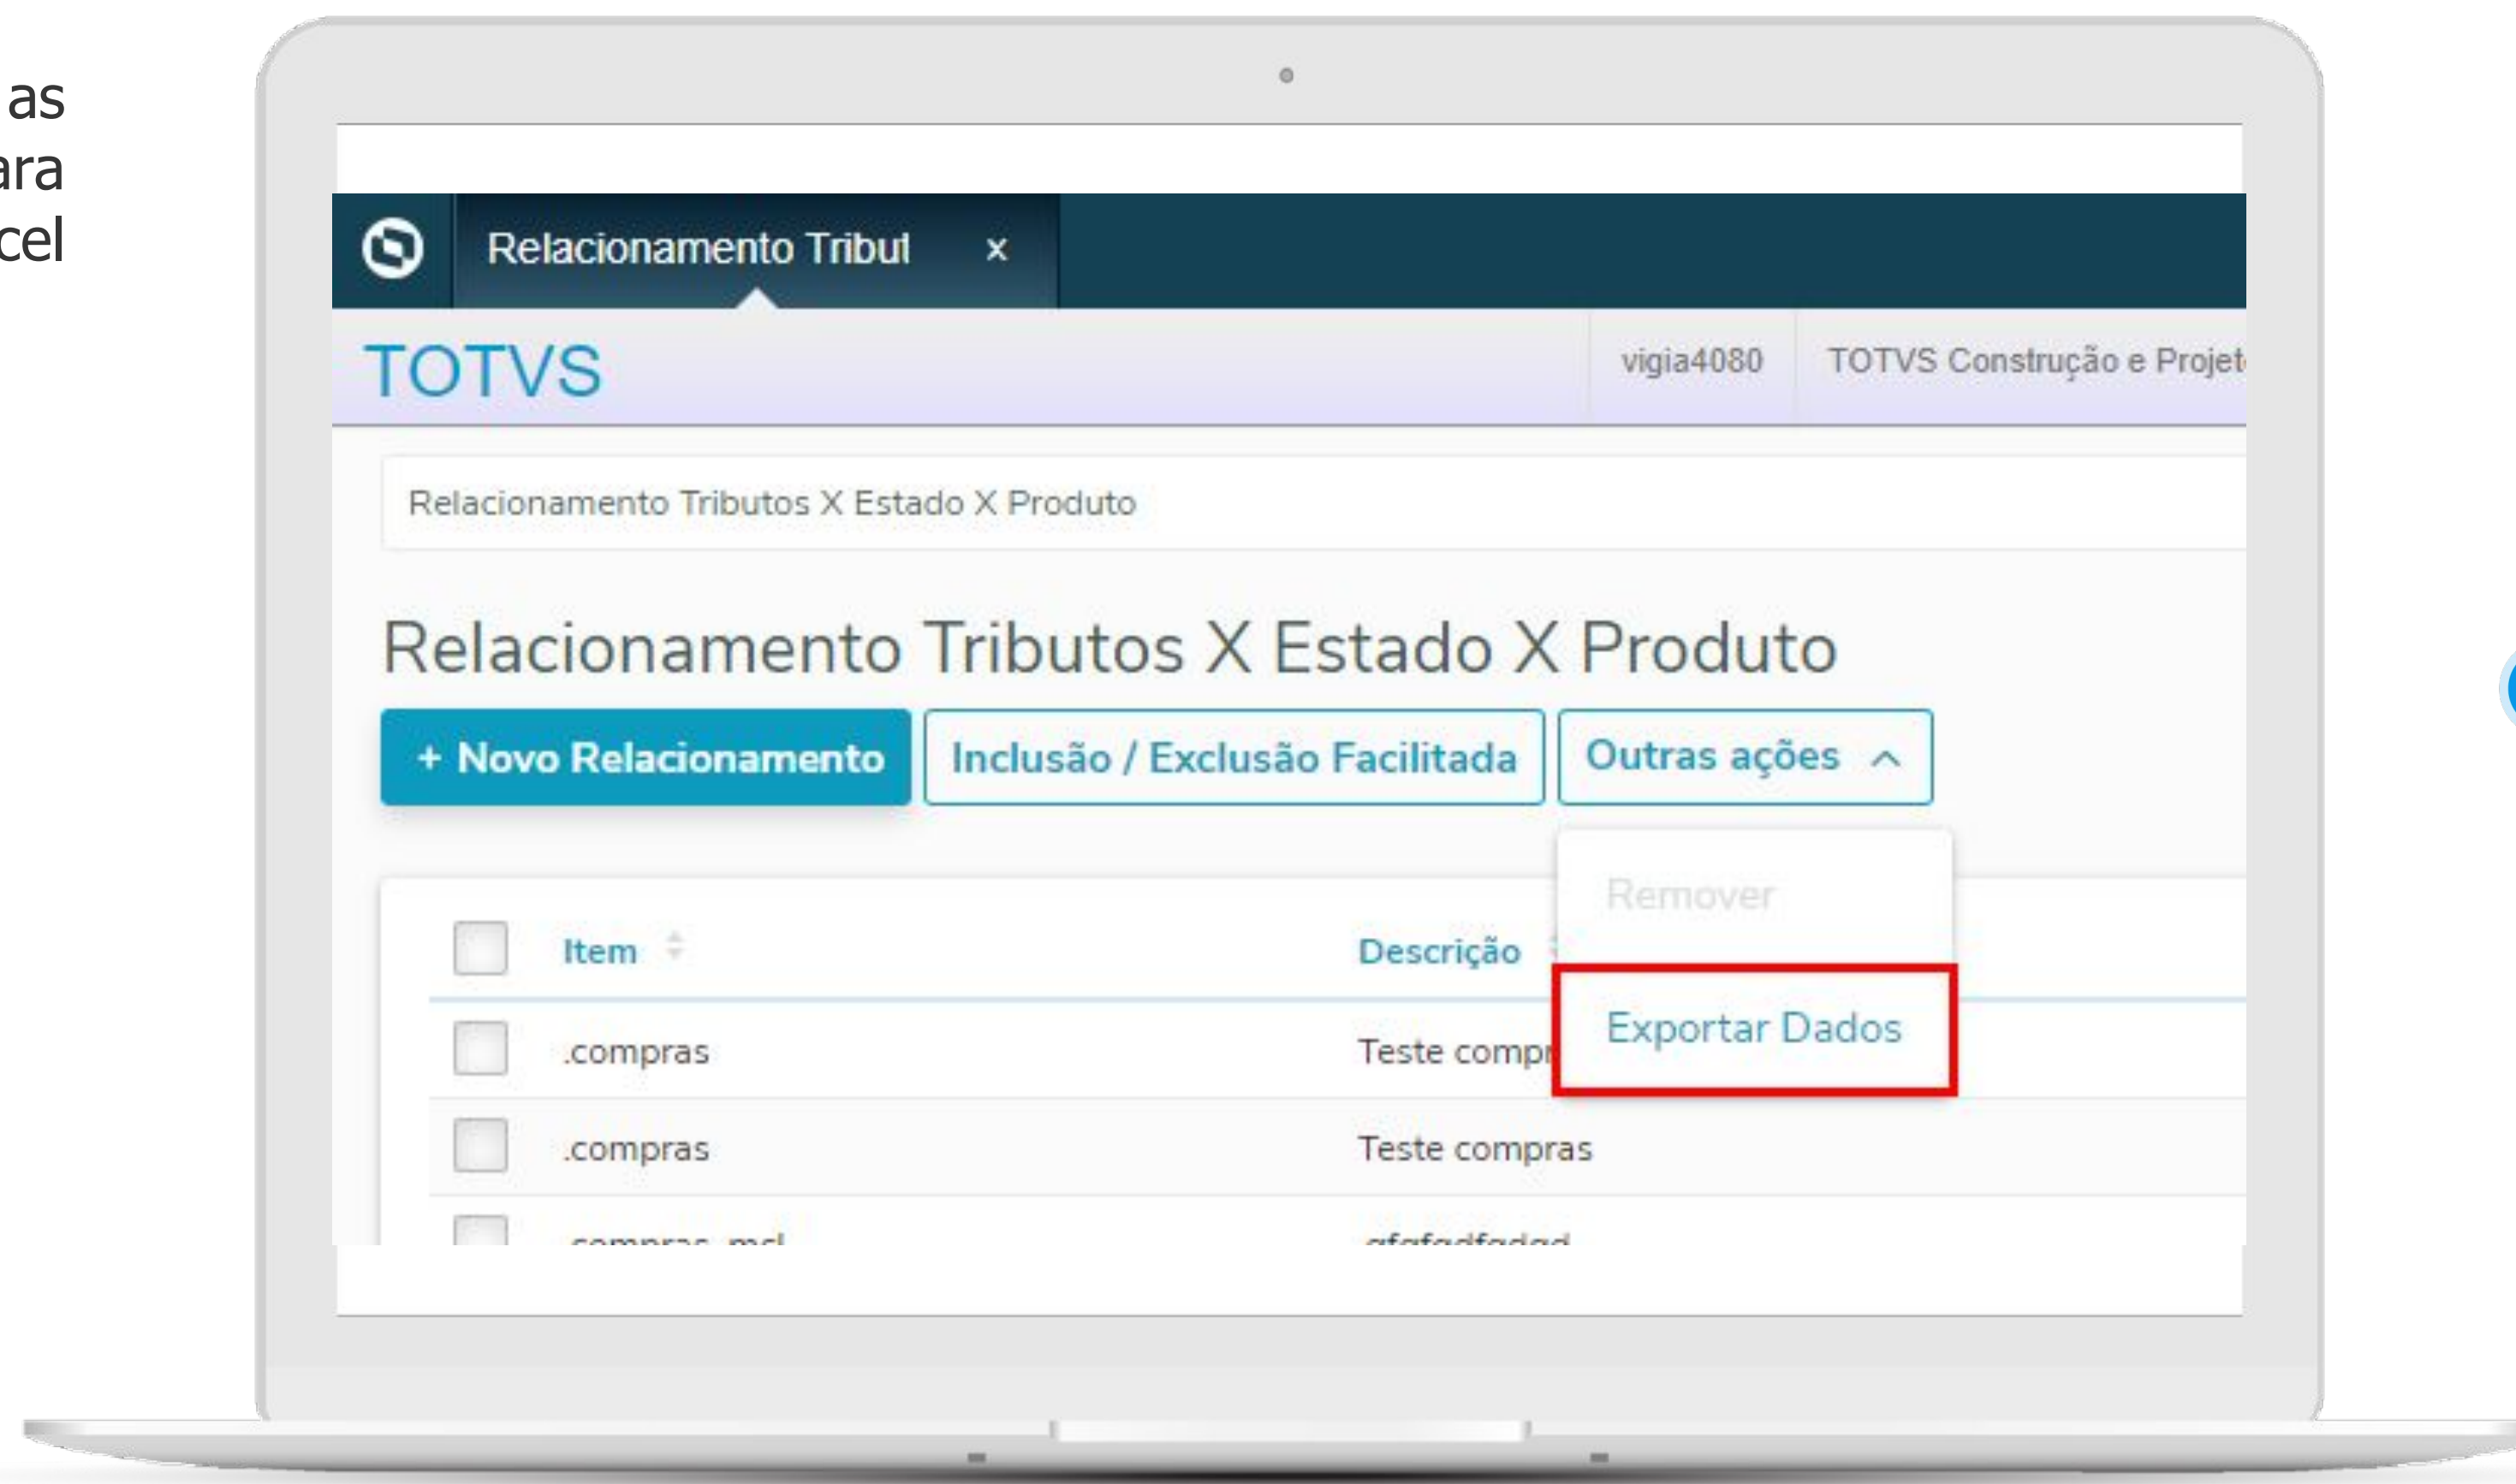 as
cel
Relacionamento Tribut x
TOTVS vigia4080 TOTVS Construção e Projet
Relacionamento Tributos X Estado X Produto
Relacionamento Tributos X Estado X Produto
+ Novo Relacionamento Inclusão / Exclusão Facilitada Outras ações
Remover
Item Descrição
Exportar Dados
.compras Teste compr
.compras Teste compras